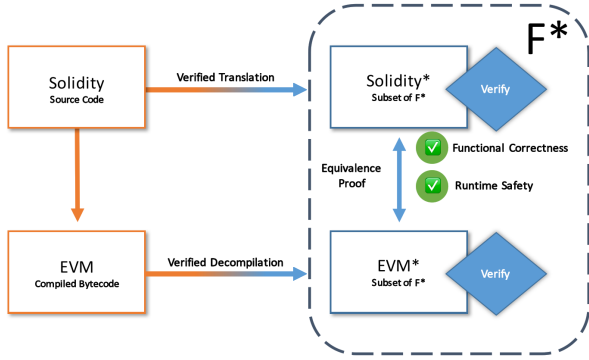 F*
Solidity
Source Code
Verified Translation
Solidity*
Subset of F*
Verify
Functional Correctness
Equivalence
Proof
Runtime Safety
EVM
Compiled Bytecode
Verified Decompilation
EVM*
Subset of F*
Verify